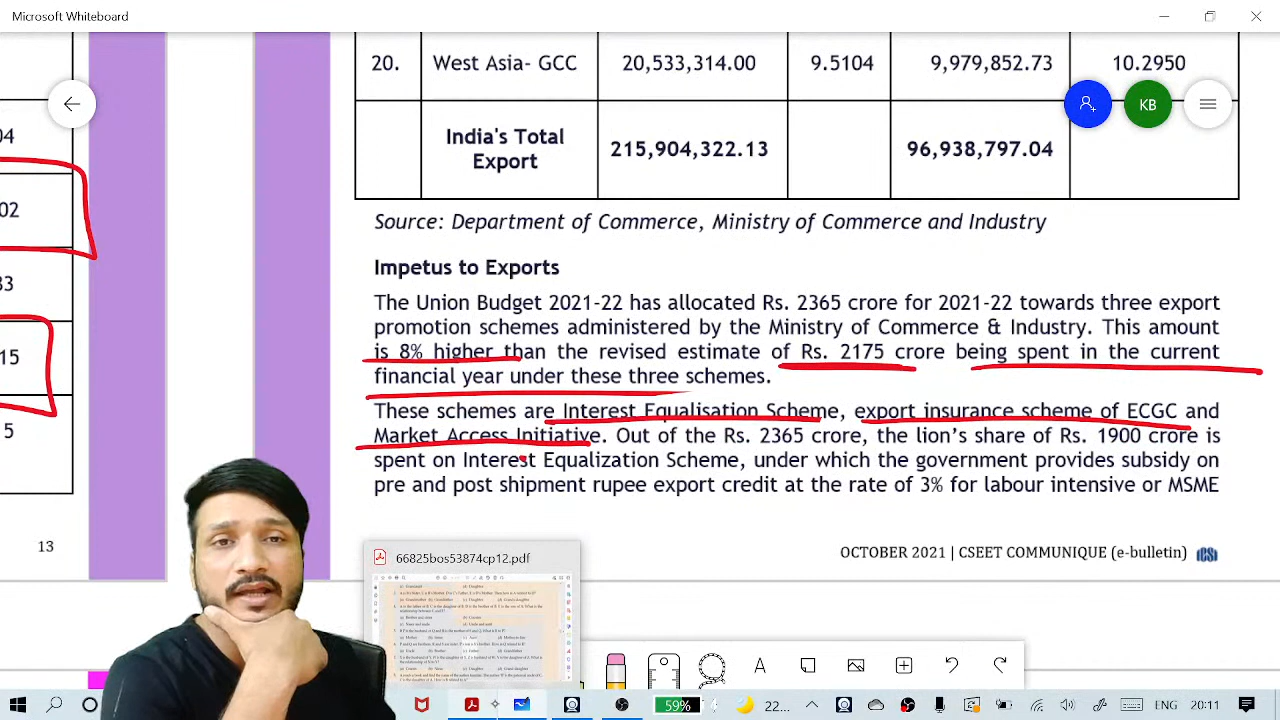 Microsoft Whiteboard
20. West Asia- GCC 20,533,314.00 9.5104 9,979,852.73 10.2950
India's Total
Export 215,904,322.13 96,938,797.04
KB
04
02
33
15
5
13
Source: Department of Commerce, Ministry of Commerce and Industry
Impetus to Exports
The Union Budget 2021-22 has allocated Rs. 2365 crore for 2021-22 towards three export
promotion schemes administered by the Ministry of Commerce & Industry. This amount
is 8% higher than the revised estimate of Rs. 2175 crore being spent in the current
financial year under these three schemes.
These schemes are Interest Equalisation Scheme, export insurance scheme of ECGC and
Market Access Initiative. Out of the Rs. 2365 crore, the lion's share of Rs. 1900 crore is
spent on Interest Equalization Scheme, under which the government provides subsidy on
pre and post shipment rupee export credit at the rate of 3% for labour intensive or MSME
OCTOBER 2021 | CSEET COMMUNIQUE (e-bulletin)
66825bos53874cp12.pdf
59%
22...
ENG
20:11